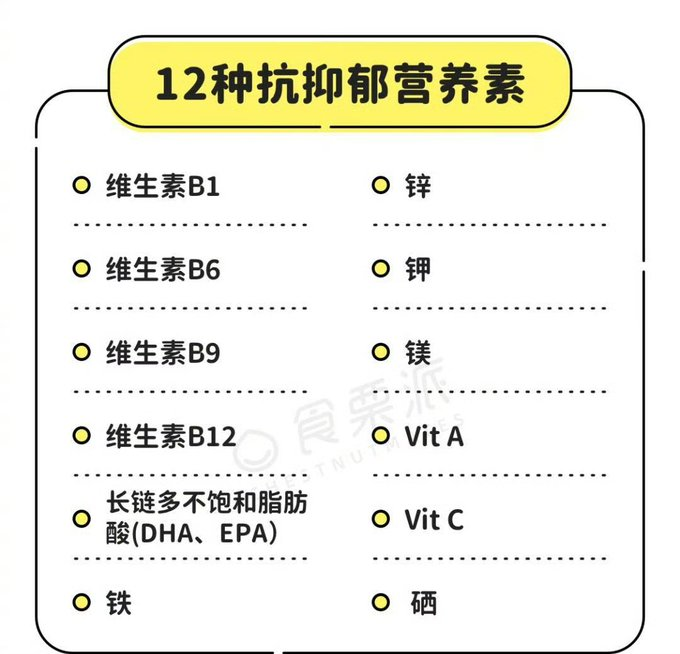 12种抗抑郁营养素
维生素B1
维生素B6
维生素B9
维生素B12
长链多不饱和脂肪
酸(DHA、EPA）
铁
锌
钾
镁
Vit A
Vit C
硒
食栗派